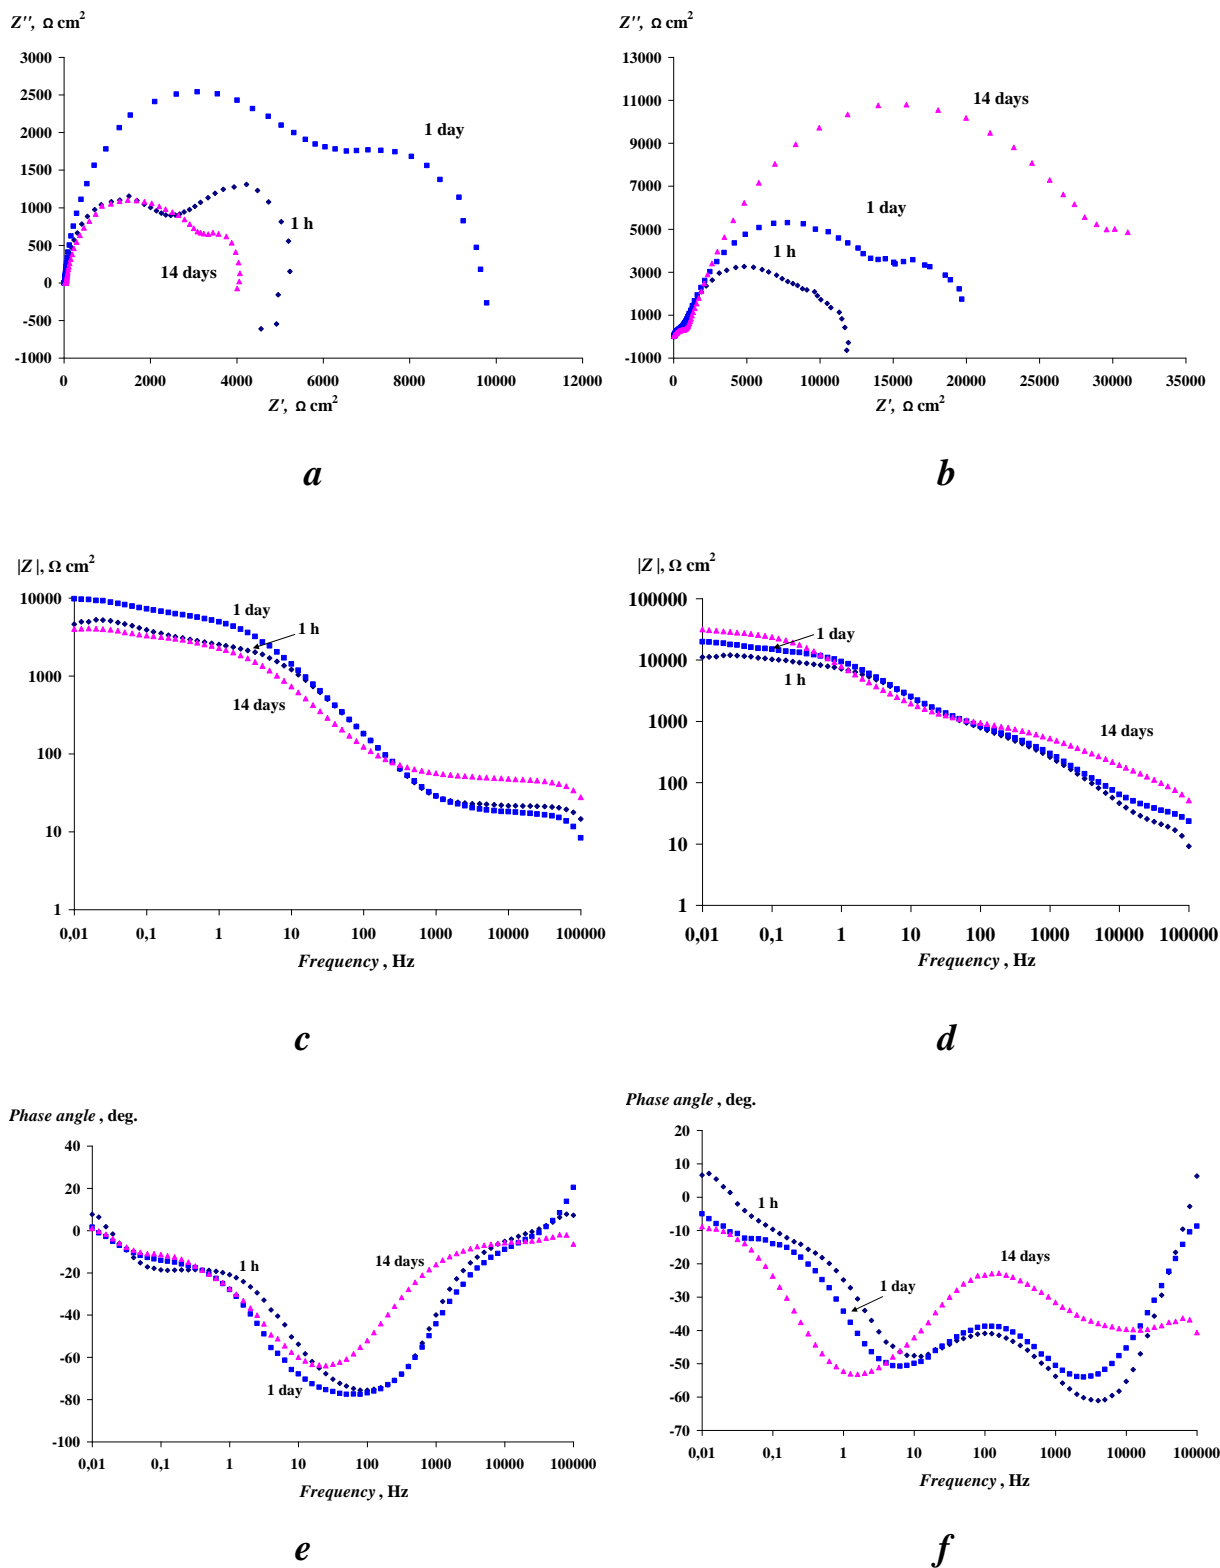 Z'', Ω cm2
3000
2500
2000
1500
1000
500
0
-500
-1000
0 2000 4000 6000 8000 10000 12000
Z', Ω cm2
1 day
1 h
14 days
a
Z'', Ω cm2
13000
11000
9000
7000
5000
3000
1000
-1000
0 5000 10000 15000 20000 25000 30000 35000
Z', Ω cm2
14 days
1 day
1 h
b
|Z|, Ω cm2
10000
1000
100
10
1
0,01 0,1 1 10 100 1000 10000 100000
Frequency, Hz
1 day
1 h
14 days
c
|Z|, Ω cm2
100000
10000
1000
100
10
1
0,01 0,1 1 10 100 1000 10000 100000
Frequency, Hz
1 day
1 h
14 days
d
Phase angle, deg.
40
20
0
-20
-40
-60
-80
-100
0,01 0,1 1 10 100 1000 10000 100000
Frequency, Hz
1 h
14 days
1 day
e
Phase angle, deg.
20
10
0
-10
-20
-30
-40
-50
-60
-70
0,01 0,1 1 10 100 1000 10000 100000
Frequency, Hz
1 h
14 days
1 day
f